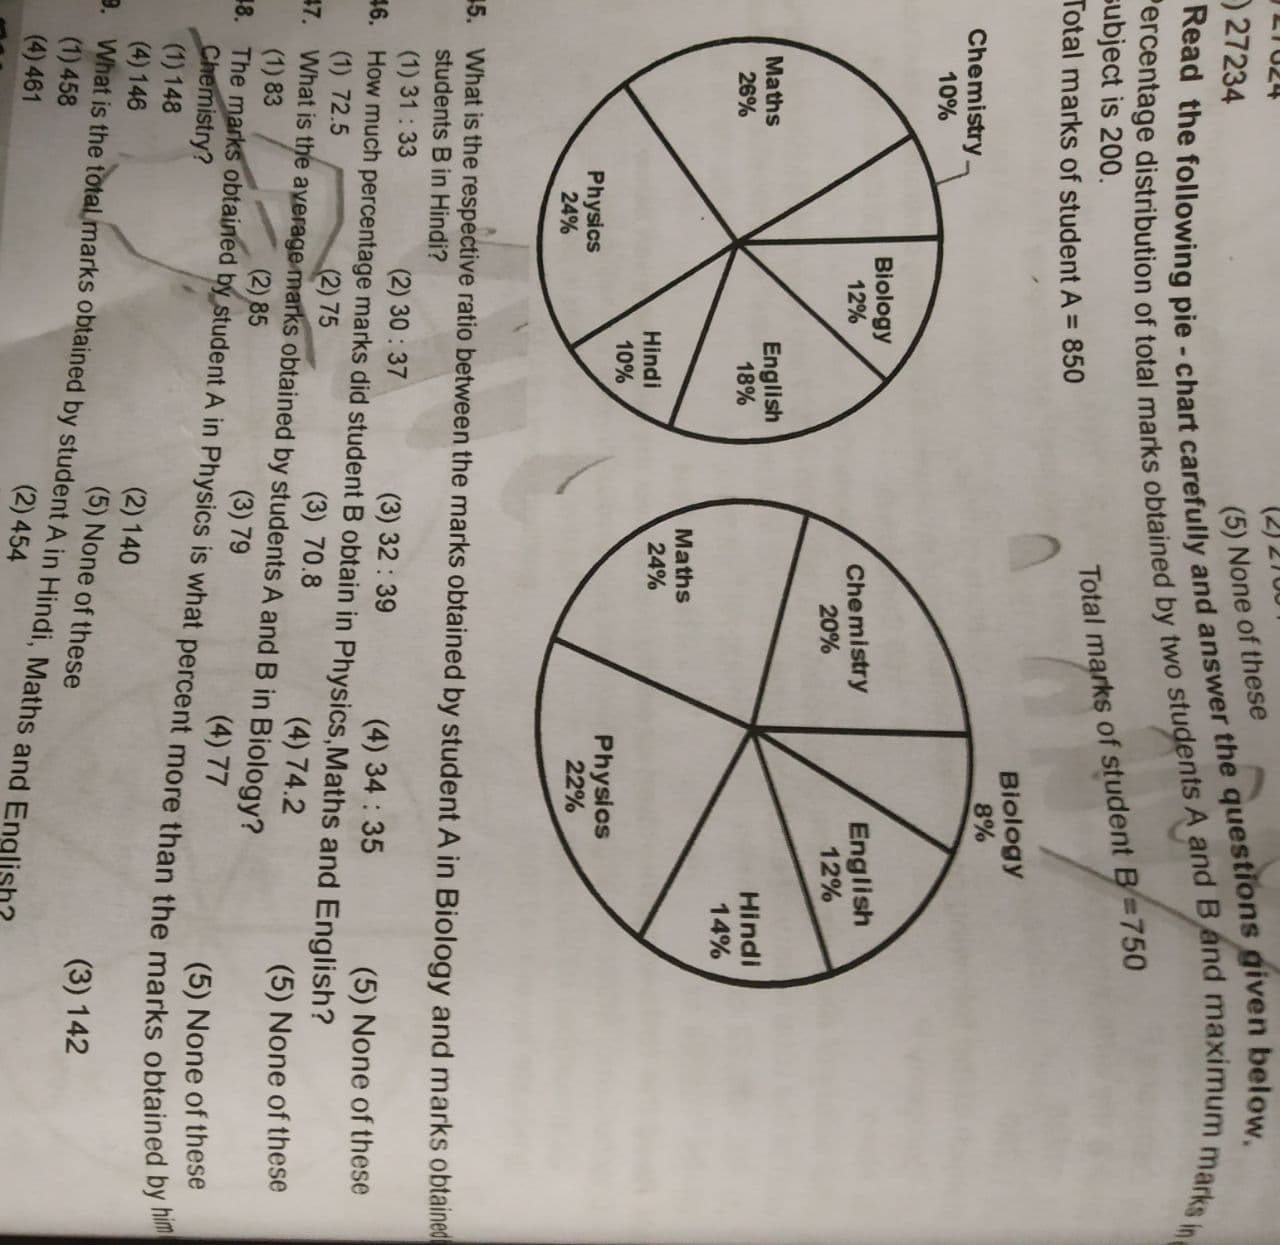 27234
(5) None of these
Read the following pie - chart carefully and answer the questions given below.
Percentage distribution of total marks obtained by two students A and B and maximum marks in
subject is 200.
Total marks of student A = 850
Total marks of student B =750
Chemistry
10%
Biology
12%
English
18%
Hindi
10%
Physics
24%
Maths
26%
Biology
8%
English
12%
Hindi
14%
Physics
22%
Maths
24%
Chemistry
20%
45. What is the respective ratio between the marks obtained by student A in Biology and marks obtained
students B in Hindi?
(1) 31 : 33 (2) 30 : 37 (3) 32 : 39 (4) 34 : 35 (5) None of these
46. How much percentage marks did student B obtain in Physics, Maths and English?
(1) 72.5 (2) 75 (3) 70.8 (4) 74.2 (5) None of these
47. What is the average marks obtained by students A and B in Biology?
(1) 83 (2) 85 (3) 79 (4) 77 (5) None of these
48. The marks obtained by student A in Physics is what percent more than the marks obtained by him
Chemistry?
(1) 148 (2) 140 (3) 142
(4) 146 (5) None of these
9. What is the total marks obtained by student A in Hindi, Maths and English?
(1) 458 (2) 454
(4) 461